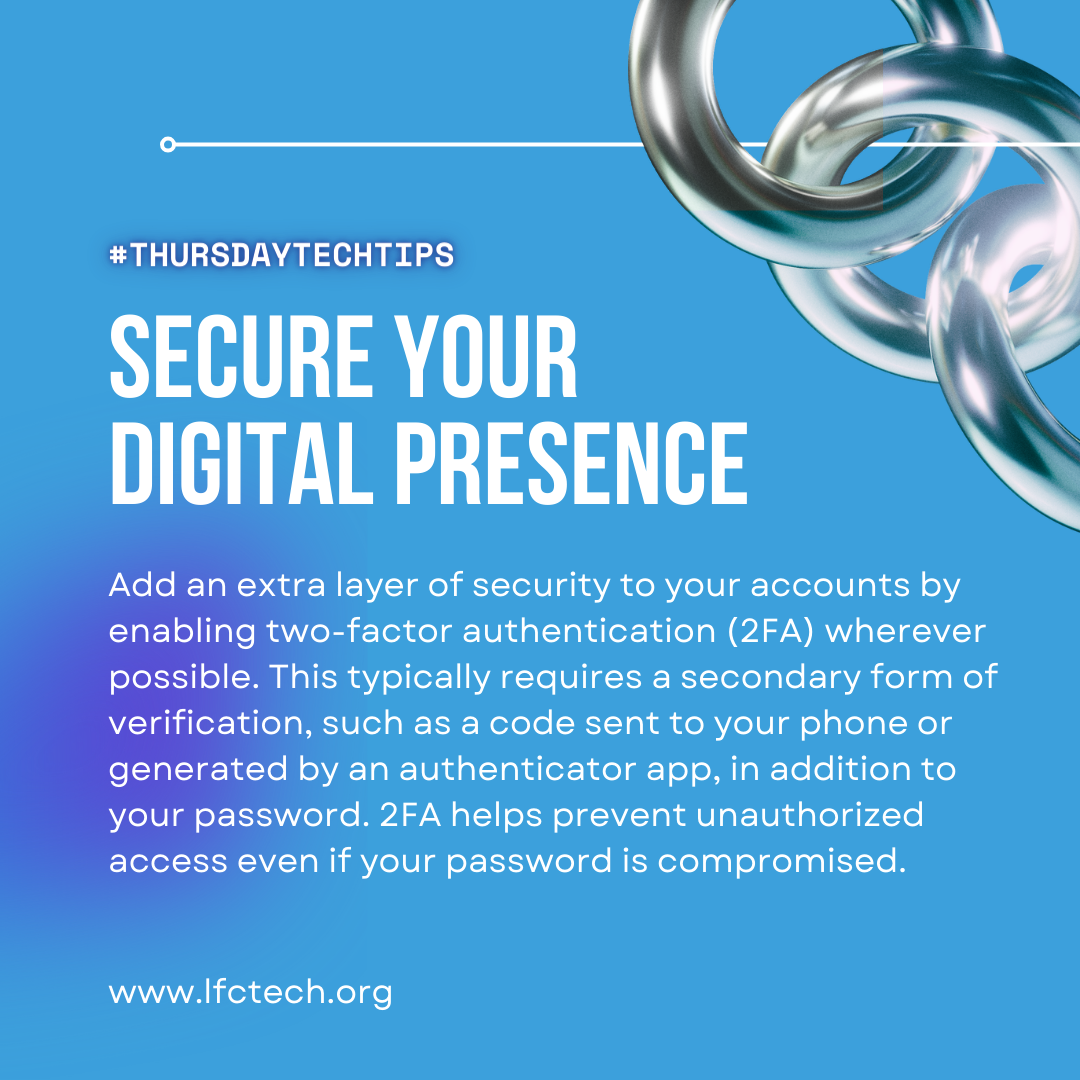 #THURSDAYTECHTIPS
SECURE YOUR
DIGITAL PRESENCE
Add an extra layer of security to your accounts by
enabling two-factor authentication (2FA) wherever
possible. This typically requires a secondary form of
verification, such as a code sent to your phone or
generated by an authenticator app, in addition to
your password. 2FA helps prevent unauthorized
access even if your password is compromised.
www.lfctech.org